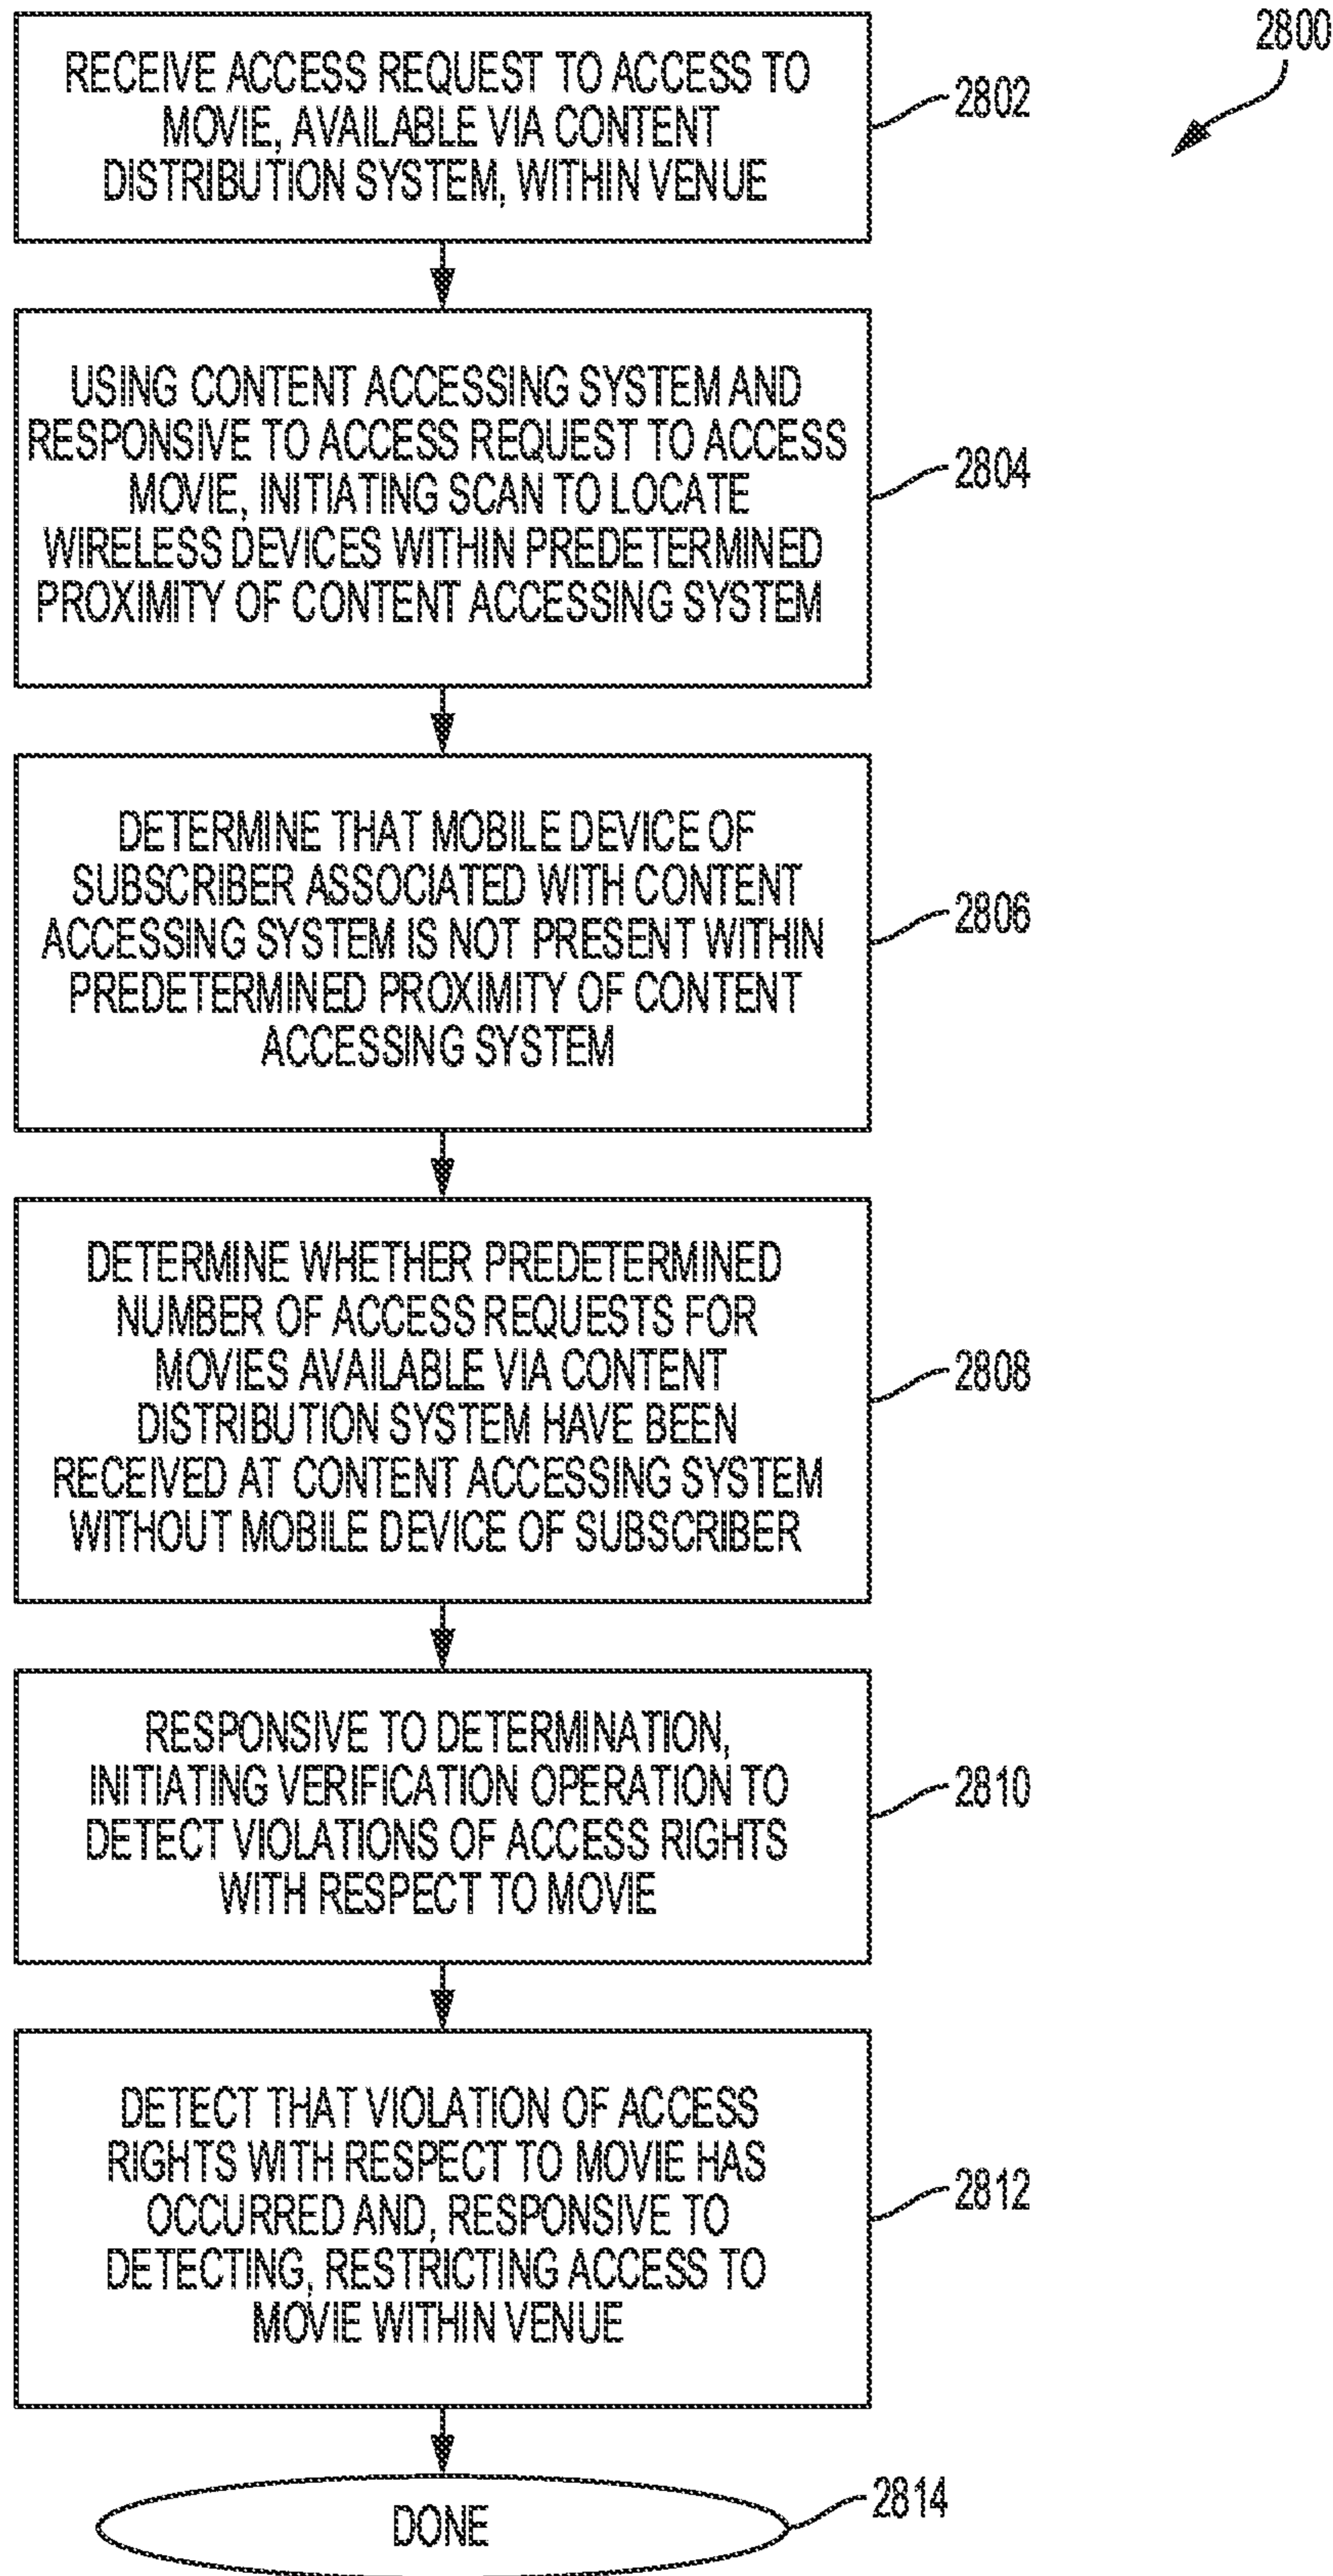 2800
RECEIVE ACCESS REQUEST TO ACCESS TO
MOVIE, AVAILABLE VIA CONTENT
DISTRIBUTION SYSTEM, WITHIN VENUE
2802
USING CONTENT ACCESSING SYSTEM AND
RESPONSIVE TO ACCESS REQUEST TO ACCESS
MOVIE, INITIATING SCAN TO LOCATE
WIRELESS DEVICES WITHIN PREDETERMINED
PROXIMITY OF CONTENT ACCESSING SYSTEM
2804
DETERMINE THAT MOBILE DEVICE OF
SUBSCRIBER ASSOCIATED WITH CONTENT
ACCESSING SYSTEM IS NOT PRESENT WITHIN
PREDETERMINED PROXIMITY OF CONTENT
ACCESSING SYSTEM
2806
DETERMINE WHETHER PREDETERMINED
NUMBER OF ACCESS REQUESTS FOR
MOVIES AVAILABLE VIA CONTENT
DISTRIBUTION SYSTEM HAVE BEEN
RECEIVED AT CONTENT ACCESSING SYSTEM
WITHOUT MOBILE DEVICE OF SUBSCRIBER
2808
RESPONSIVE TO DETERMINATION,
INITIATING VERIFICATION OPERATION TO
DETECT VIOLATIONS OF ACCESS RIGHTS
WITH RESPECT TO MOVIE
2810
DETECT THAT VIOLATION OF ACCESS
RIGHTS WITH RESPECT TO MOVIE HAS
OCCURRED AND, RESPONSIVE TO
DETECTING, RESTRICTING ACCESS TO
MOVIE WITHIN VENUE
2812
DONE
2814